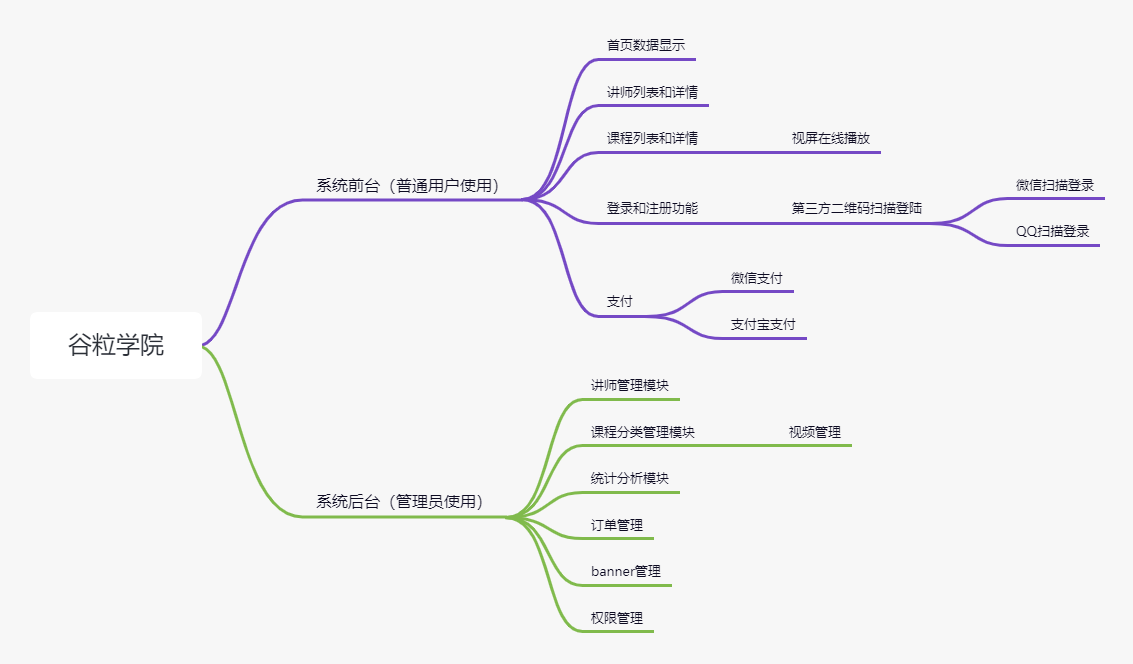 谷粒学院
系统前台（普通用户使用）
首页数据显示
讲师列表和详情
课程列表和详情
视屏在线播放
登录和注册功能
第三方二维码扫描登陆
微信扫描登录
QQ扫描登录
支付
微信支付
支付宝支付
系统后台（管理员使用）
讲师管理模块
课程分类管理模块
视频管理
统计分析模块
订单管理
banner管理
权限管理